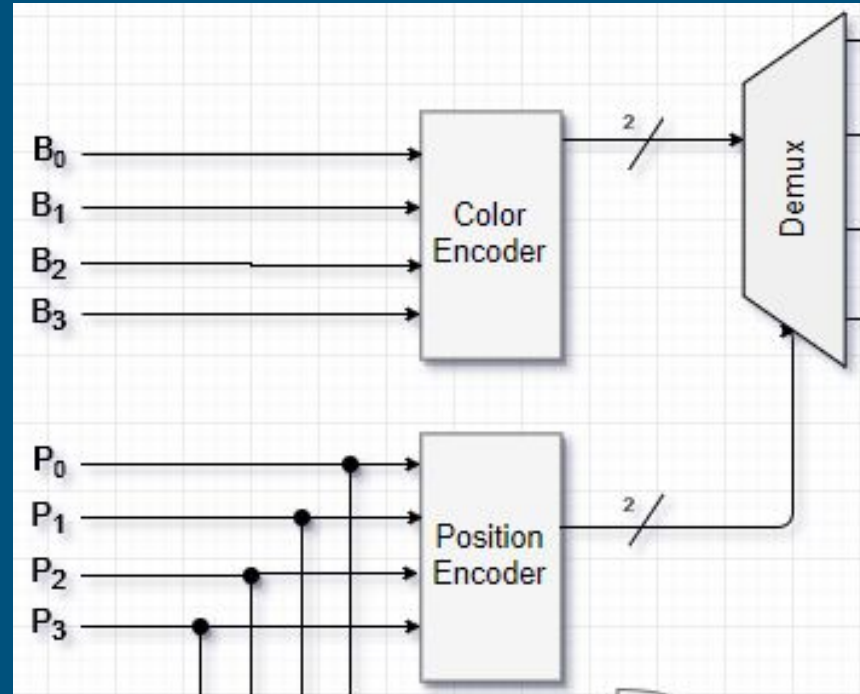 B₀
B₁
B₂
B₃
Color
Encoder
2
Demux
P₀
P₁
P₂
P₃
Position
Encoder
2